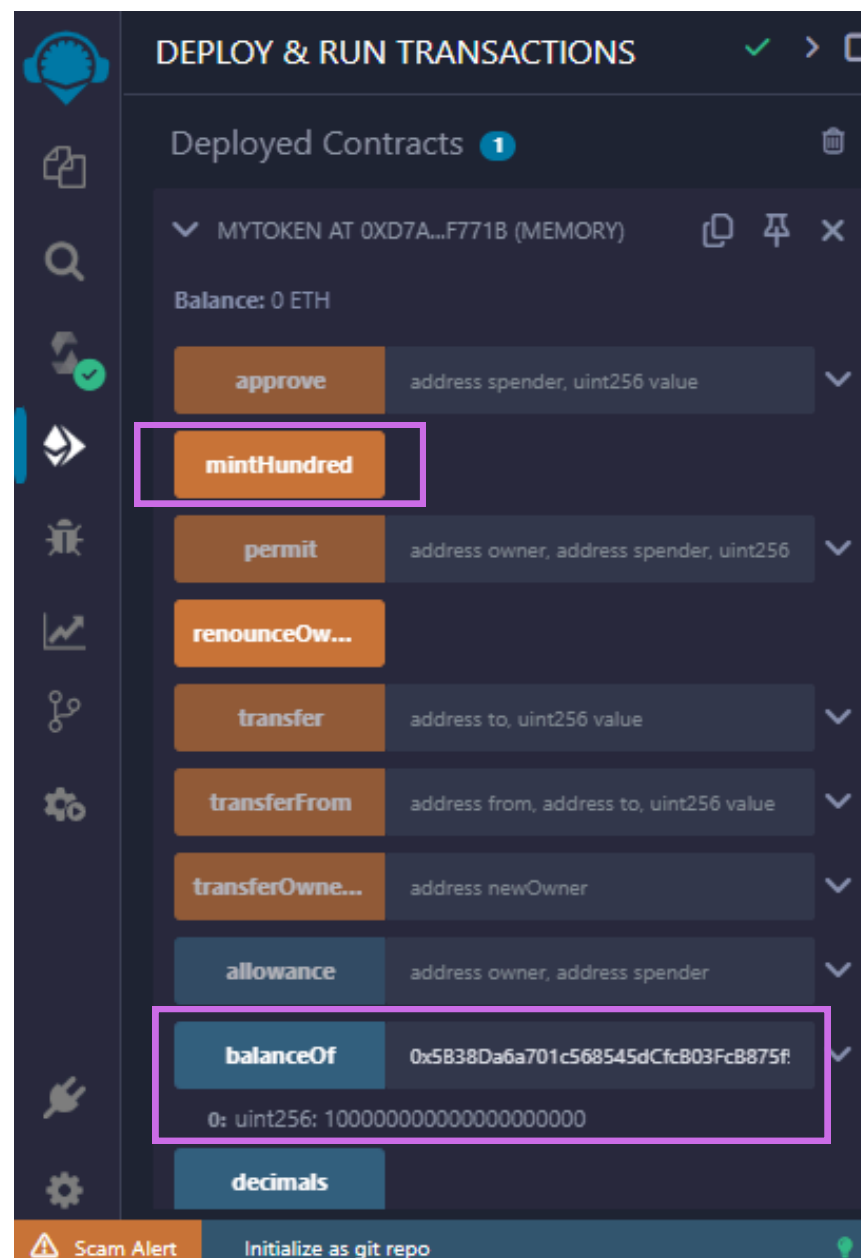 DEPLOY & RUN TRANSACTIONS
Deployed Contracts 1
MYTOKEN AT 0XD7A...F771B (MEMORY)
Balance: 0 ETH
approve address spender, uint256 value
mintHundred
permit address owner, address spender, uint256
renounceOw...
transfer address to, uint256 value
transferFrom address from, address to, uint256 value
transferOwne... address newOwner
allowance address owner, address spender
balanceOf 0x5B38Da6a701c568545dCfcB03FcB875f
0: uint256: 100000000000000000000
decimals
Scam Alert Initialize as git repo